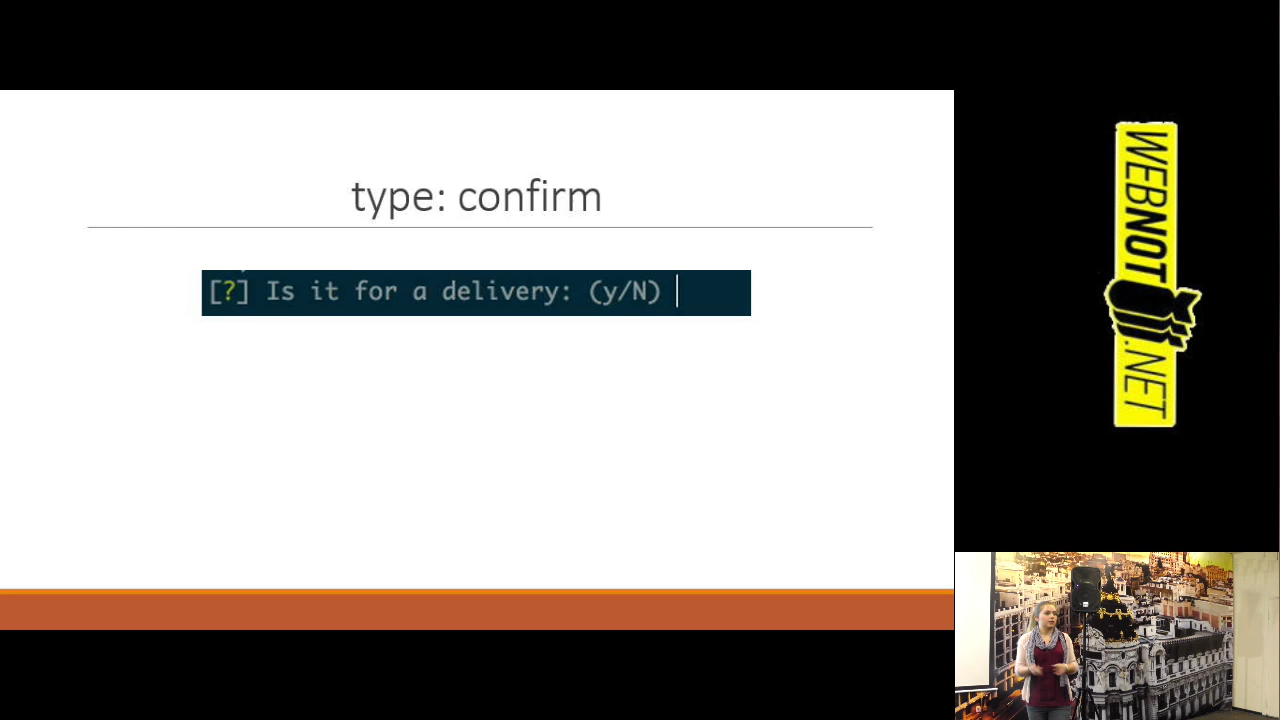 type: confirm
[?] Is it for a delivery: (y/N)
WEBNOT
.NET